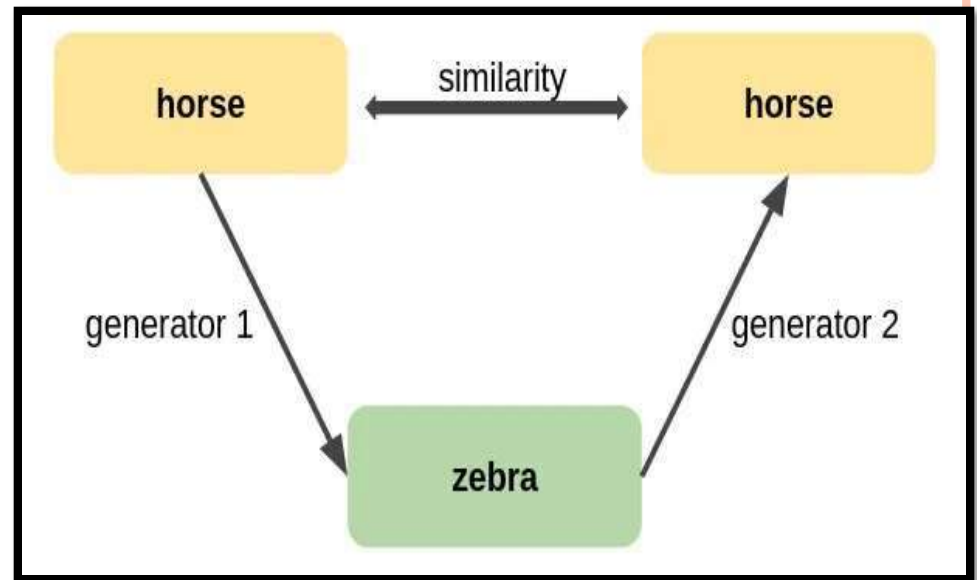 similarity
horse
horse
generator 1
generator 2
zebra